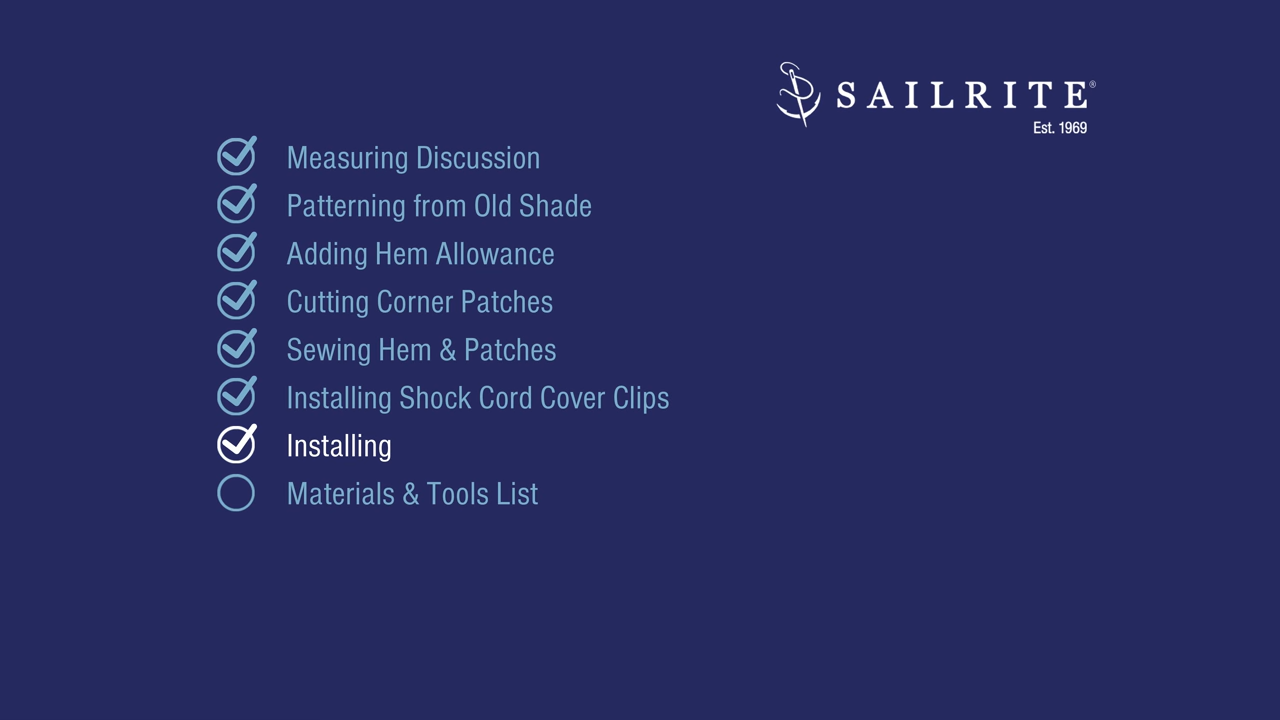 SAILRITE®
Est. 1969
Measuring Discussion
Patterning from Old Shade
Adding Hem Allowance
Cutting Corner Patches
Sewing Hem & Patches
Installing Shock Cord Cover Clips
Installing
Materials & Tools List